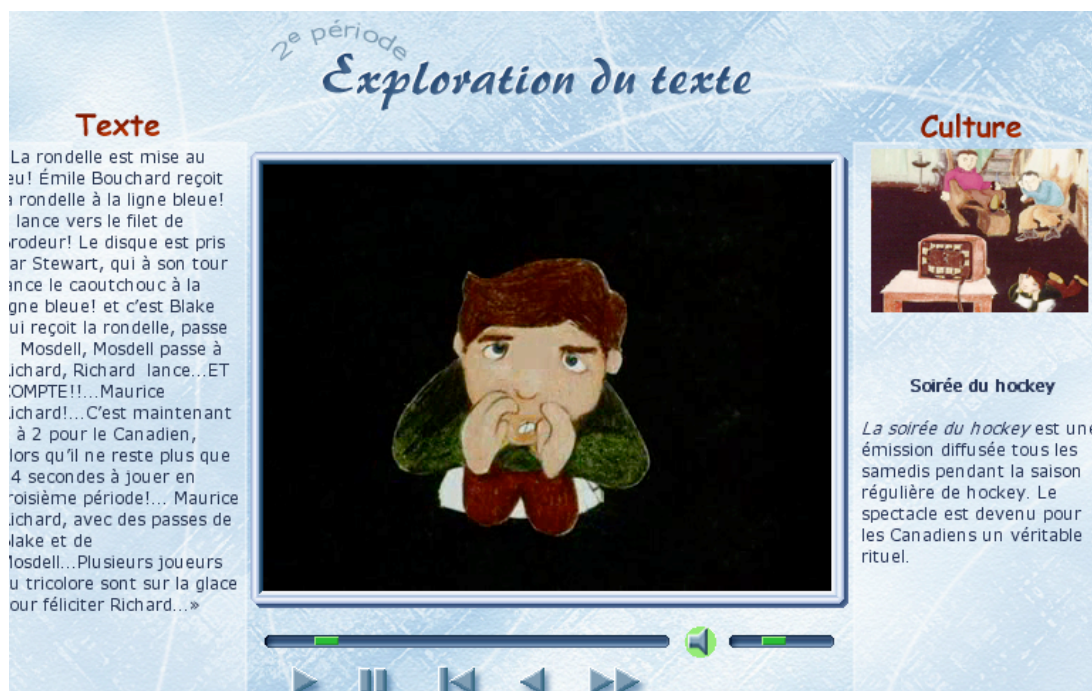 2e période
Exploration du texte
Texte
La rondelle est mise au
eu! Émile Bouchard reçoit
a rondelle à la ligne bleue!
lance vers le filet de
rodeur! Le disque est pris
ar Stewart, qui à son tour
ance le caoutchouc à la
igne bleue! et c’est Blake
ui reçoit la rondelle, passe
Mosdell, Mosdell passe à
ichard, Richard lance...ET
OMPTE!!...Maurice
ichard!...C’est maintenant
à 2 pour le Canadien,
lors qu’il ne reste plus que
4 secondes à jouer en
roisième période!... Maurice
ichard, avec des passes de
lake et de
osdell...Plusieurs joueurs
u tricolore sont sur la glace
our féliciter Richard...»
Culture
Soirée du hockey
La soirée du hockey est une
émission diffusée tous les
samedis pendant la saison
régulière de hockey. Le
spectacle est devenu pour
les Canadiens un véritable
rituel.